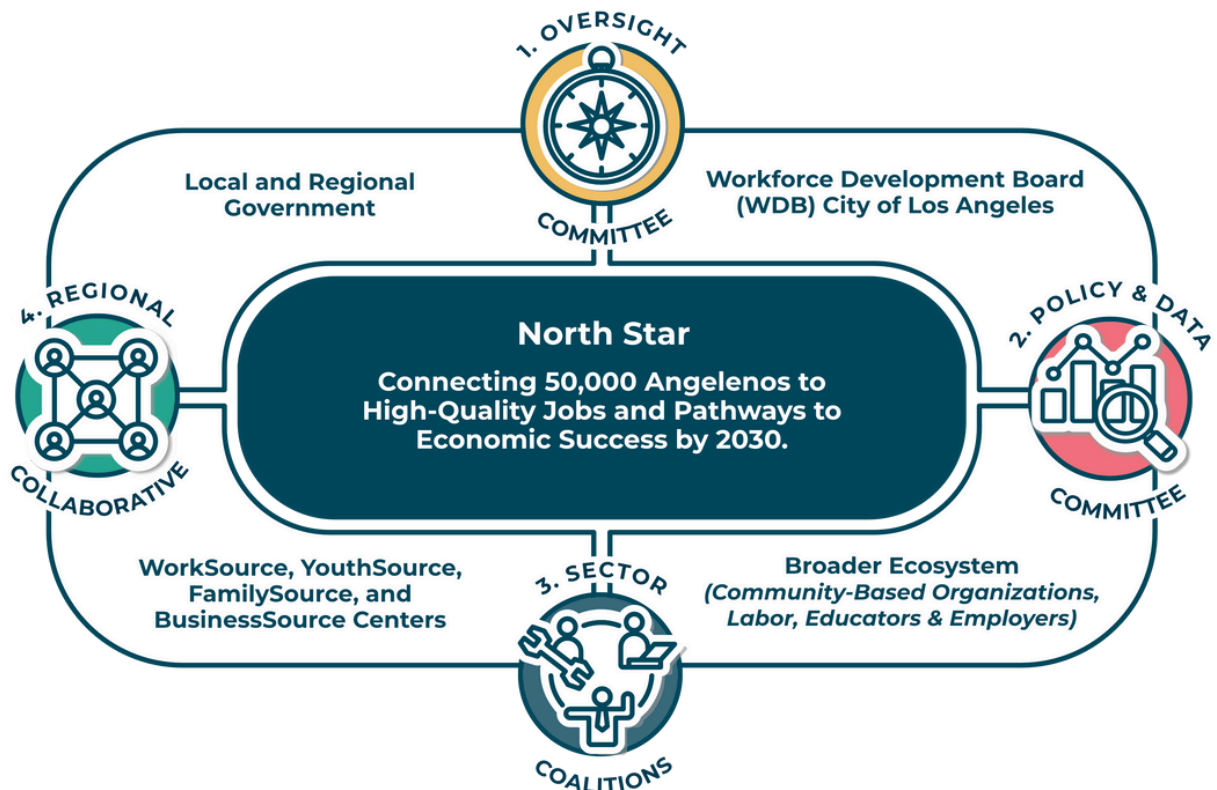 1. OVERSIGHT
COMMITTEE
Local and Regional
Government
Workforce Development Board
(WDB) City of Los Angeles
4. REGIONAL
COLLABORATIVE
North Star
Connecting 50,000 Angelenos to
High-Quality Jobs and Pathways to
Economic Success by 2030.
2. POLICY & DATA
COMMITTEE
WorkSource, YouthSource,
FamilySource, and
BusinessSource Centers
3. SECTOR
COALITIONS
Broader Ecosystem
(Community-Based Organizations,
Labor, Educators & Employers)